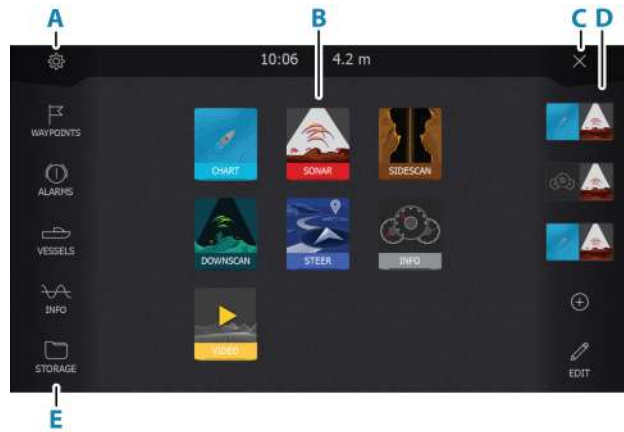 A B C D
10:06 4.2 m
WAYPOINTS
ALARMS
VESSELS
INFO
STORAGE
CHART SONAR SIDESCAN
DOWNSCAN STEER INFO
VIDEO
EDIT
E